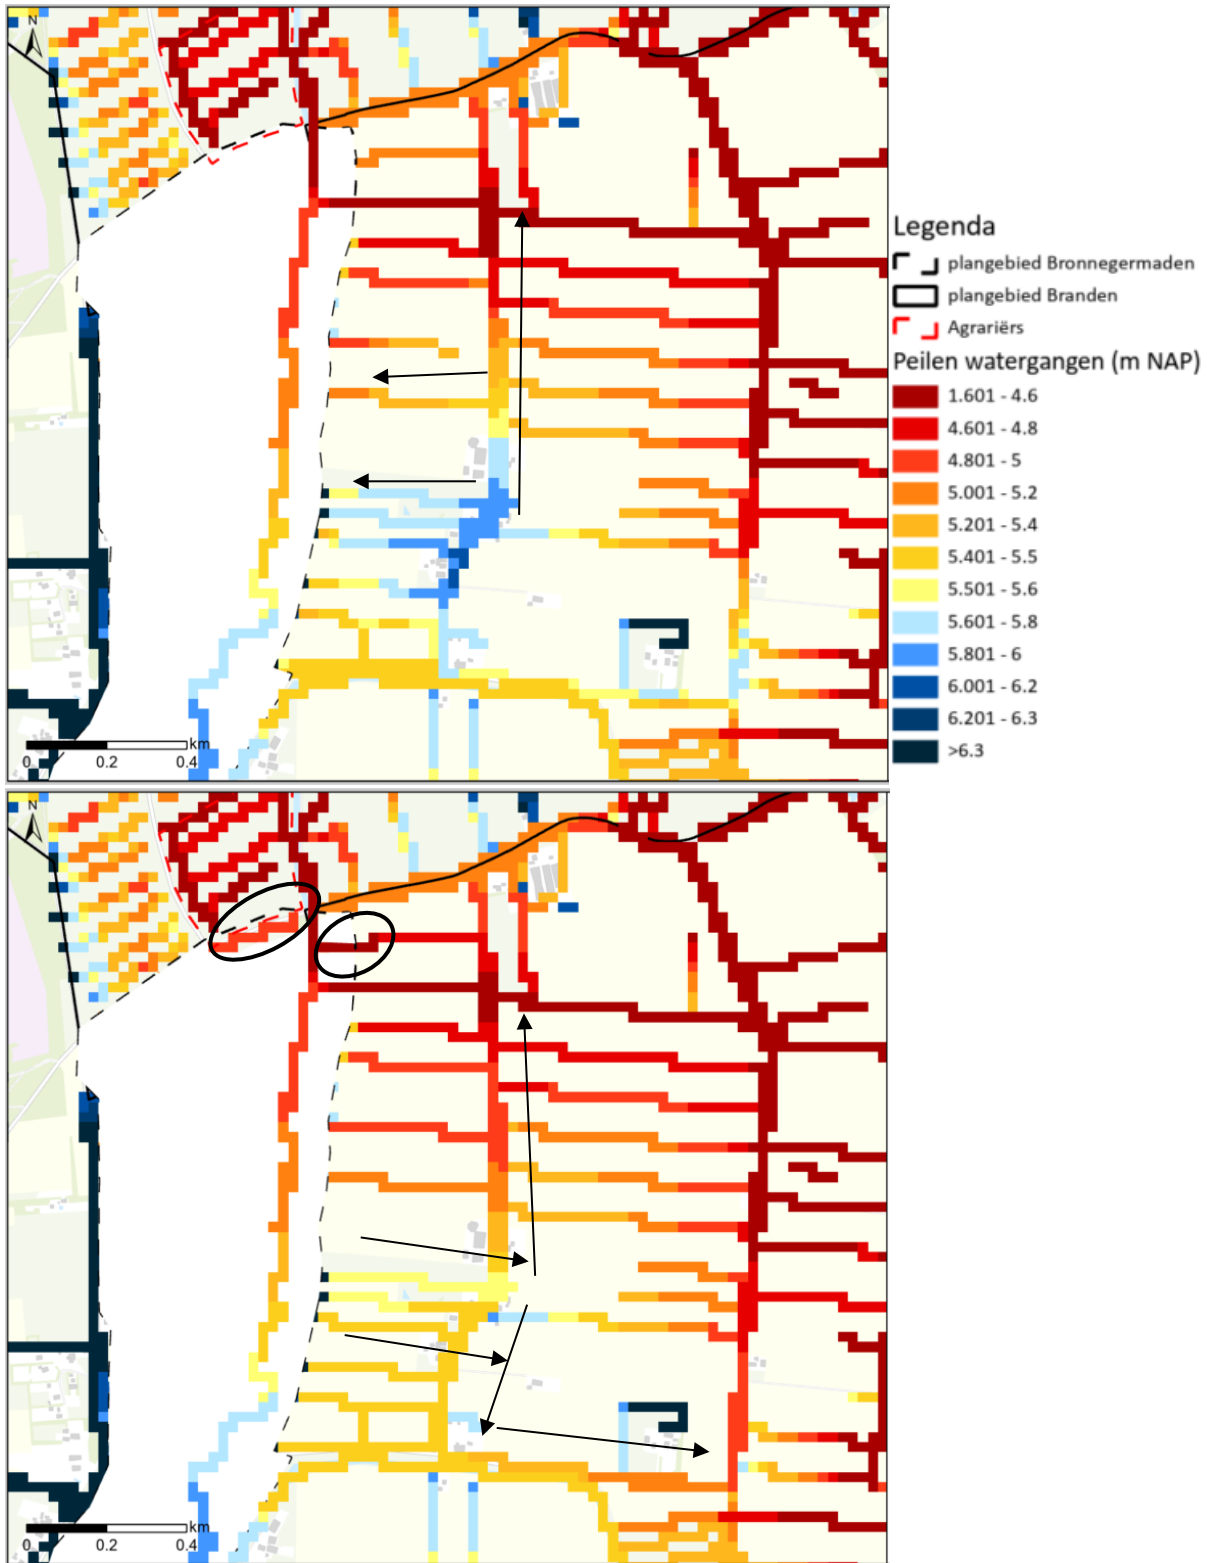 N
Legenda
plangebied Bronnegermaden
plangebied Branden
Agrariërs
Peilen watergangen (m NAP)
1.601 - 4.6
4.601 - 4.8
4.801 - 5
5.001 - 5.2
5.201 - 5.4
5.401 - 5.5
5.501 - 5.6
5.601 - 5.8
5.801 - 6
6.001 - 6.2
6.201 - 6.3
>6.3
km
0 0.2 0.4
N
km
0 0.2 0.4